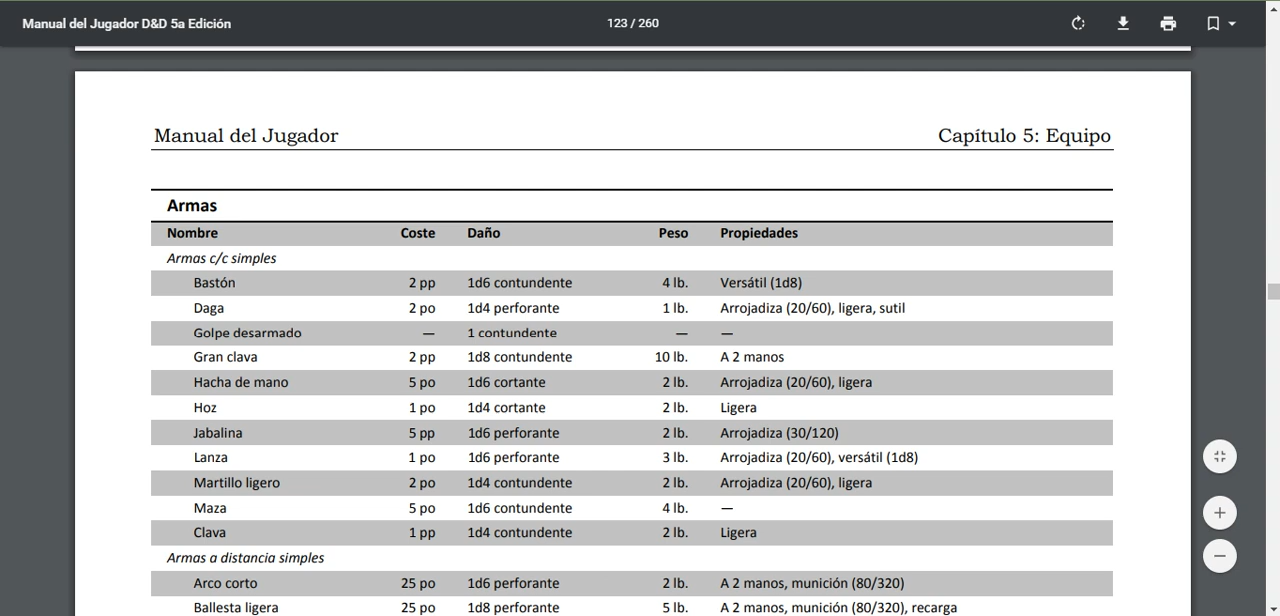 Manual del Jugador D&D 5a Edición 123 / 260
Manual del Jugador Capítulo 5: Equipo
Armas
Nombre Coste Daño Peso Propiedades
Armas c/c simples
Bastón 2 pp 1d6 contundente 4 lb. Versátil (1d8)
Daga 2 po 1d4 perforante 1 lb. Arrojadiza (20/60), ligera, sutil
Golpe desarmado — 1 contundente — —
Gran clava 2 pp 1d8 contundente 10 lb. A 2 manos
Hacha de mano 5 po 1d6 cortante 2 lb. Arrojadiza (20/60), ligera
Hoz 1 po 1d4 cortante 2 lb. Ligera
Jabalina 5 pp 1d6 perforante 2 lb. Arrojadiza (30/120)
Lanza 1 po 1d6 perforante 3 lb. Arrojadiza (20/60), versátil (1d8)
Martillo ligero 2 po 1d4 contundente 2 lb. Arrojadiza (20/60), ligera
Maza 5 po 1d6 contundente 4 lb. —
Clava 1 pp 1d4 contundente 2 lb. Ligera
Armas a distancia simples
Arco corto 25 po 1d6 perforante 2 lb. A 2 manos, munición (80/320)
Ballesta ligera 25 po 1d8 perforante 5 lb. A 2 manos, munición (80/320), recarga